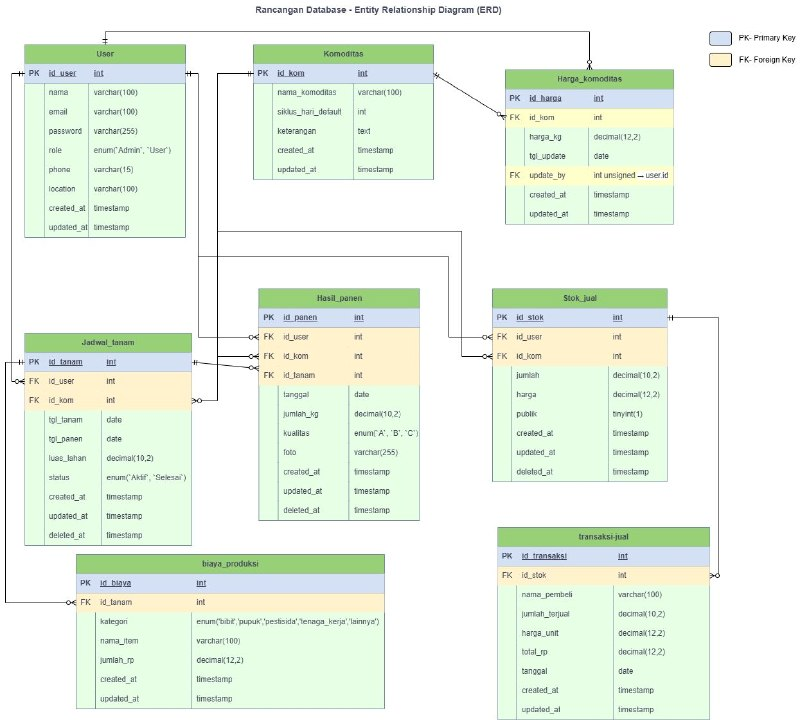 Rancangan Database - Entity Relationship Diagram (ERD)
PK- Primary Key
FK- Foreign Key
User
PK id_user int
nama varchar(100)
email varchar(100)
password varchar(255)
role enum(`Admin`, `User`)
phone varchar(15)
location varchar(100)
created_at timestamp
updated_at timestamp
Komoditas
PK id_kom int
nama_komoditas varchar(100)
siklus_hari_default int
keterangan text
created_at timestamp
updated_at timestamp
Harga_komoditas
PK id_harga int
FK id_kom int
harga_kg decimal(12,2)
tgl_update date
FK update_by int unsigned — user.id
created_at timestamp
updated_at timestamp
Hasil_panen
PK id_panen int
FK id_user int
FK id_kom int
FK id_tanam int
tanggal date
jumlah_kg decimal(10,2)
kualitas enum(`A`, `B`, `C`)
foto varchar(255)
created_at timestamp
updated_at timestamp
deleted_at timestamp
Stok_jual
PK id_stok int
FK id_user int
FK id_kom int
jumlah decimal(10,2)
harga decimal(12,2)
publik tinyint(1)
created_at timestamp
updated_at timestamp
deleted_at timestamp
Jadwal_tanam
PK id_tanam int
FK id_user int
FK id_kom int
tgl_tanam date
tgl_panen date
luas_lahan decimal(10,2)
status enum(`Aktif`, `Selesai`)
created_at timestamp
updated_at timestamp
deleted_at timestamp
biaya_produksi
PK id_biaya int
FK id_tanam int
kategori enum('bibit','pupuk','pestisida','tenaga_kerja','lainnya')
nama_item varchar(100)
jumlah_rp decimal(12,2)
created_at timestamp
updated_at timestamp
transaksi-jual
PK id_transaksi int
FK id_stok int
nama_pembeli varchar(100)
jumlah_terjual decimal(10,2)
harga_unit decimal(12,2)
total_rp decimal(12,2)
tanggal date
created_at timestamp
updated_at timestamp